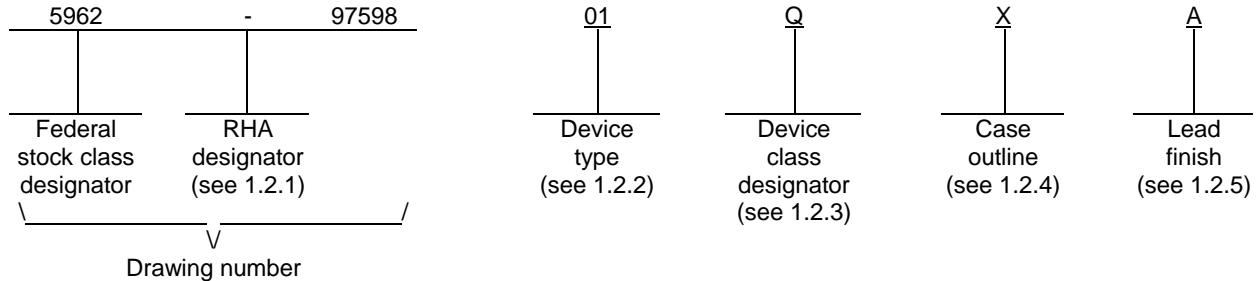 5962 - 97598 01 Q X A
Federal stock class designator
RHA designator (see 1.2.1)
Device type (see 1.2.2)
Device class designator (see 1.2.3)
Case outline (see 1.2.4)
Lead finish (see 1.2.5)
Drawing number